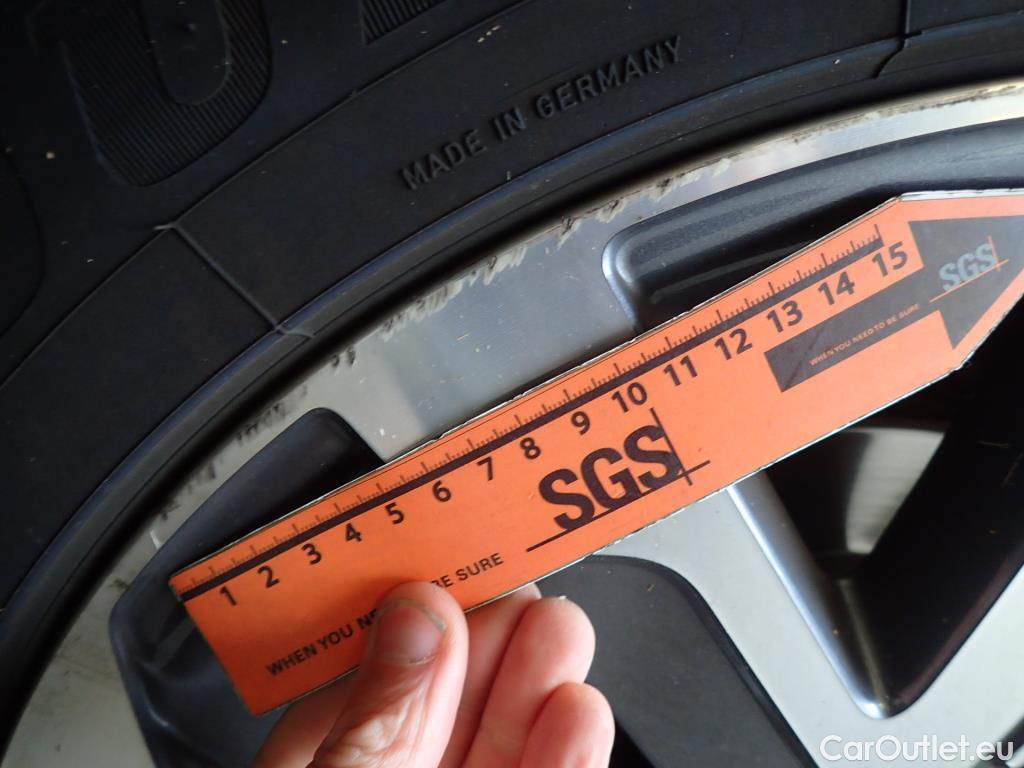 MADE IN GERMANY
1 2 3 4 5 6 7 8 9 10 11 12 13 14 15
SGS
WHEN YOU NEED TO BE SURE
SGS
WHEN YOU NE BE SURE
CarOutlet.eu